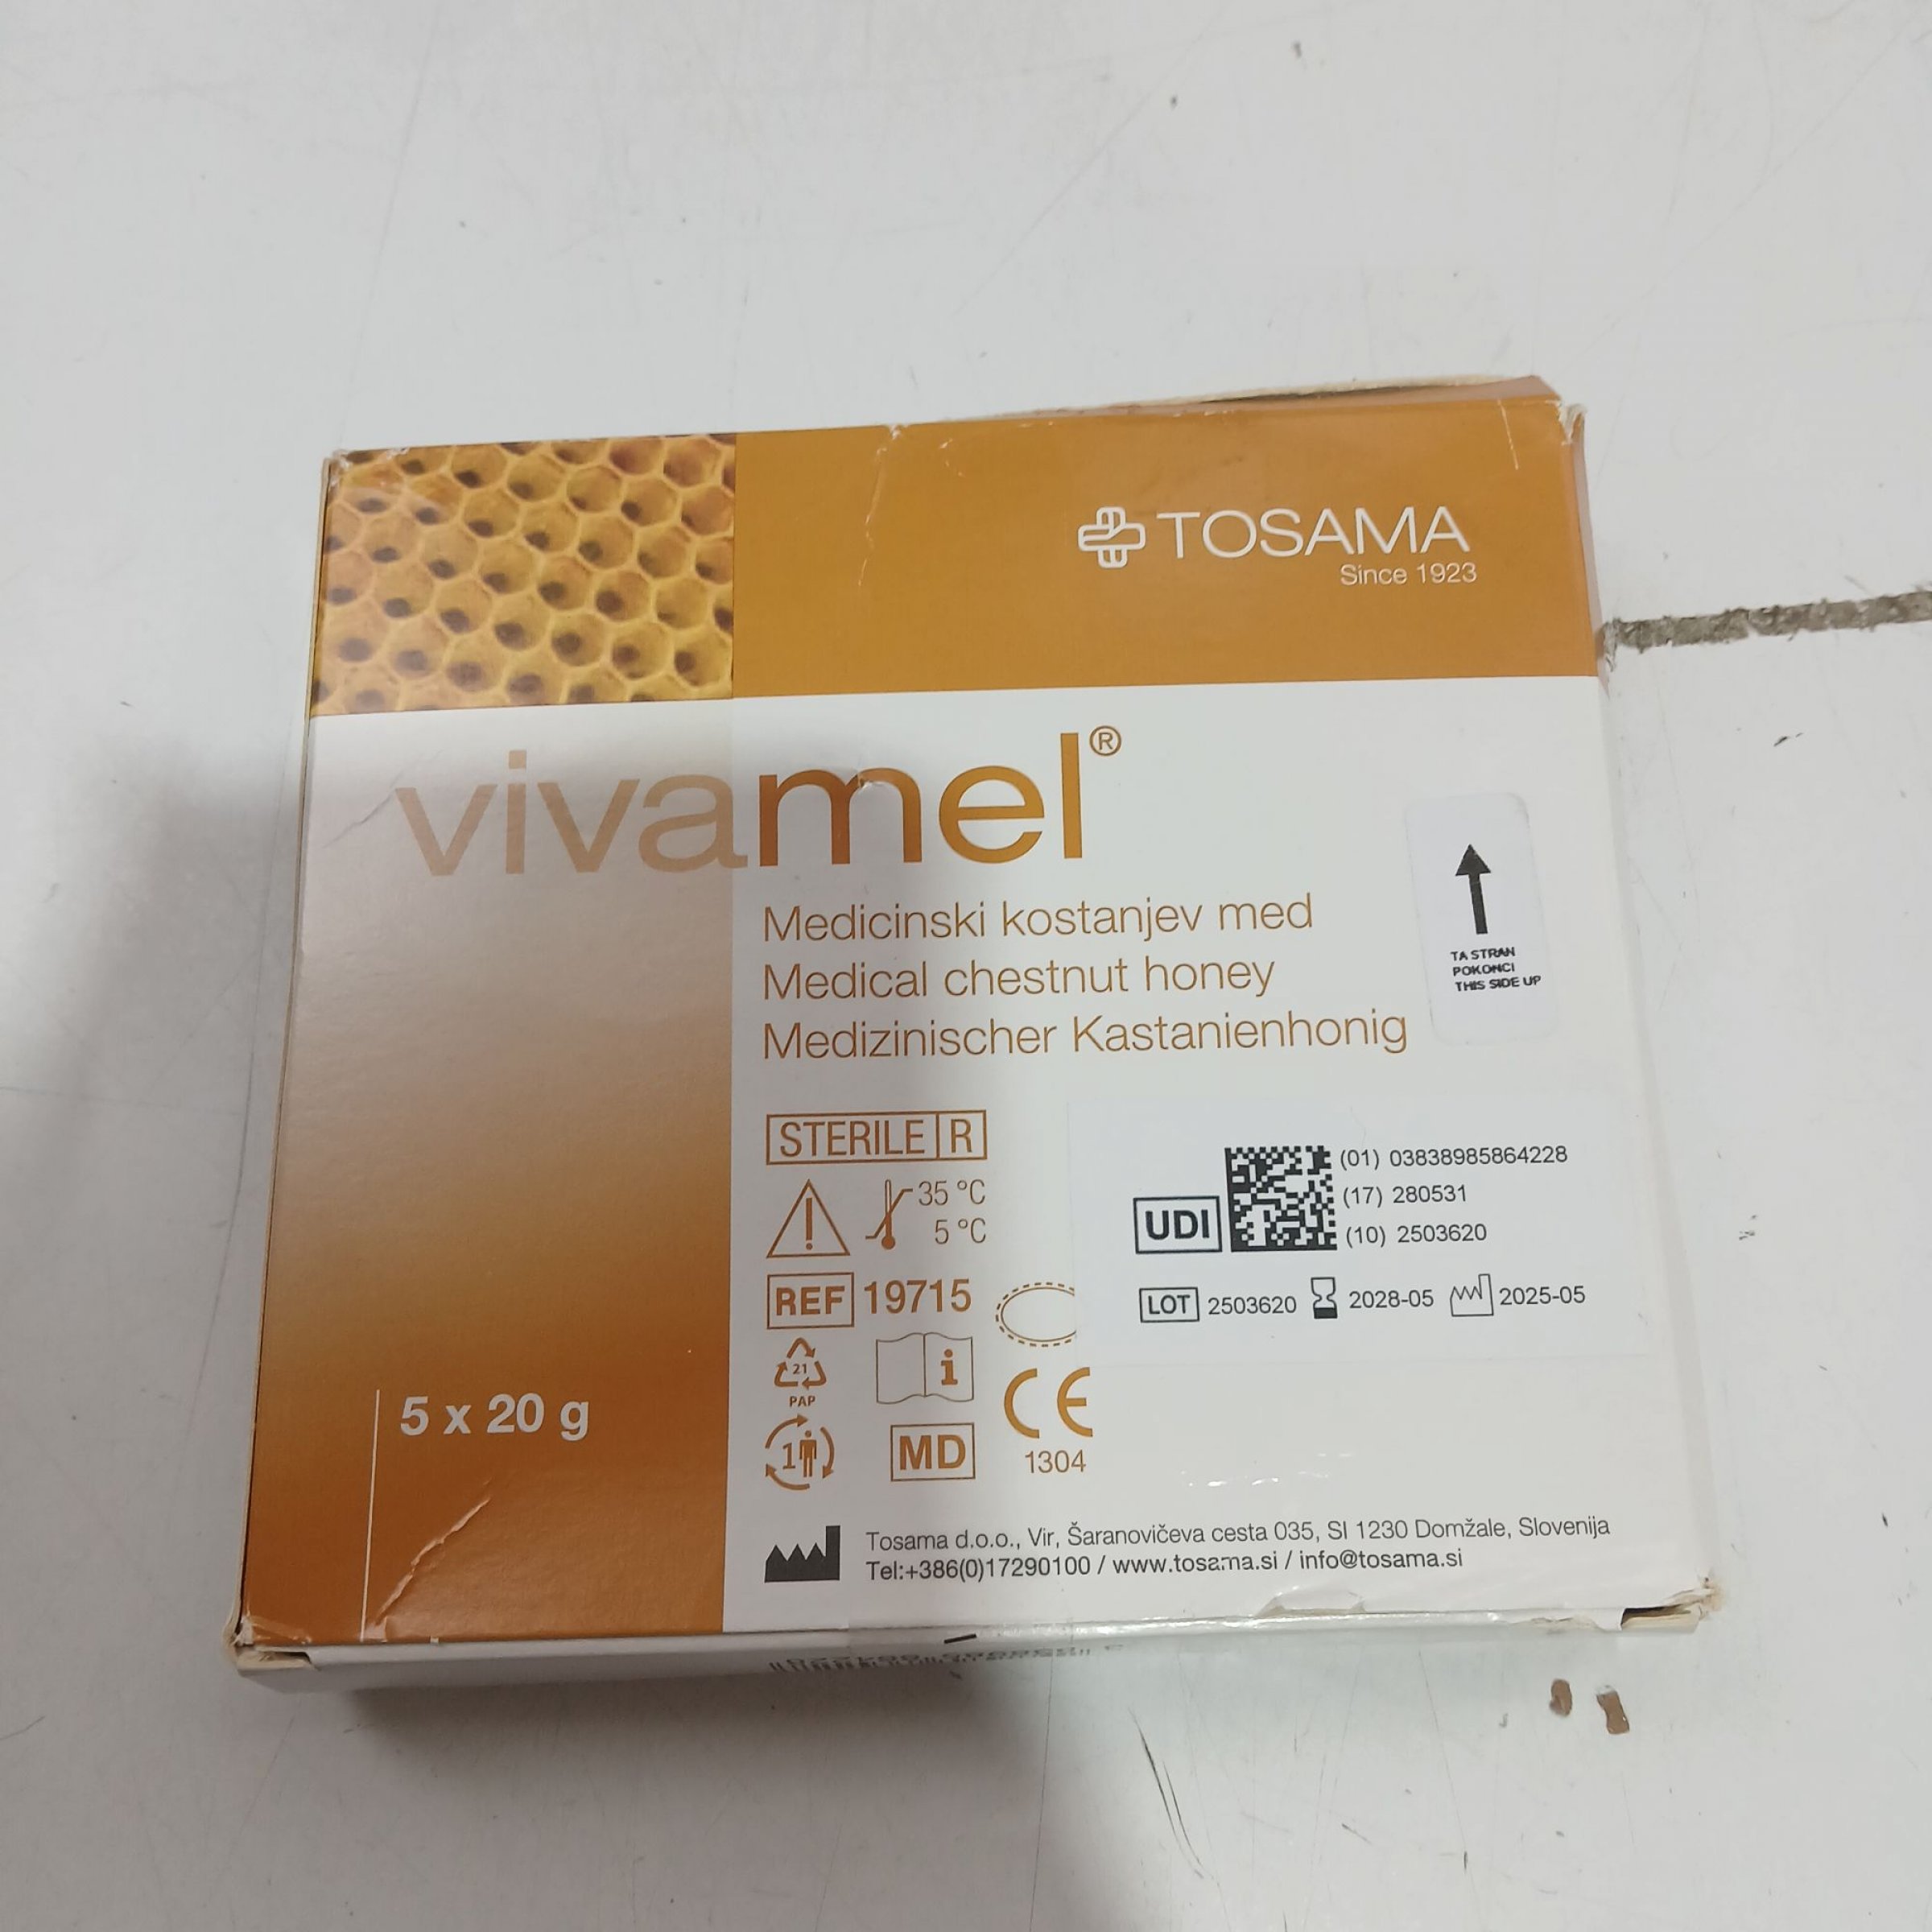 TOSAMA
Since 1923
vivamel®
Medicinski kostanjev med
Medical chestnut honey
Medizinischer Kastanienhonig
TA STRAN
POKONCI
THIS SIDE UP
STERILE R
35 °C
5 °C
REF 19715
UDI
(01) 03838985864228
(17) 280531
(10) 2503620
LOT 2503620 2028-05 2025-05
21
PAP
i
CE
1304
1
MD
5 x 20 g
Tosama d.o.o., Vir, Šaranovičeva cesta 035, SI 1230 Domžale, Slovenija
Tel:+386(0)17290100 / www.tosama.si / info@tosama.si